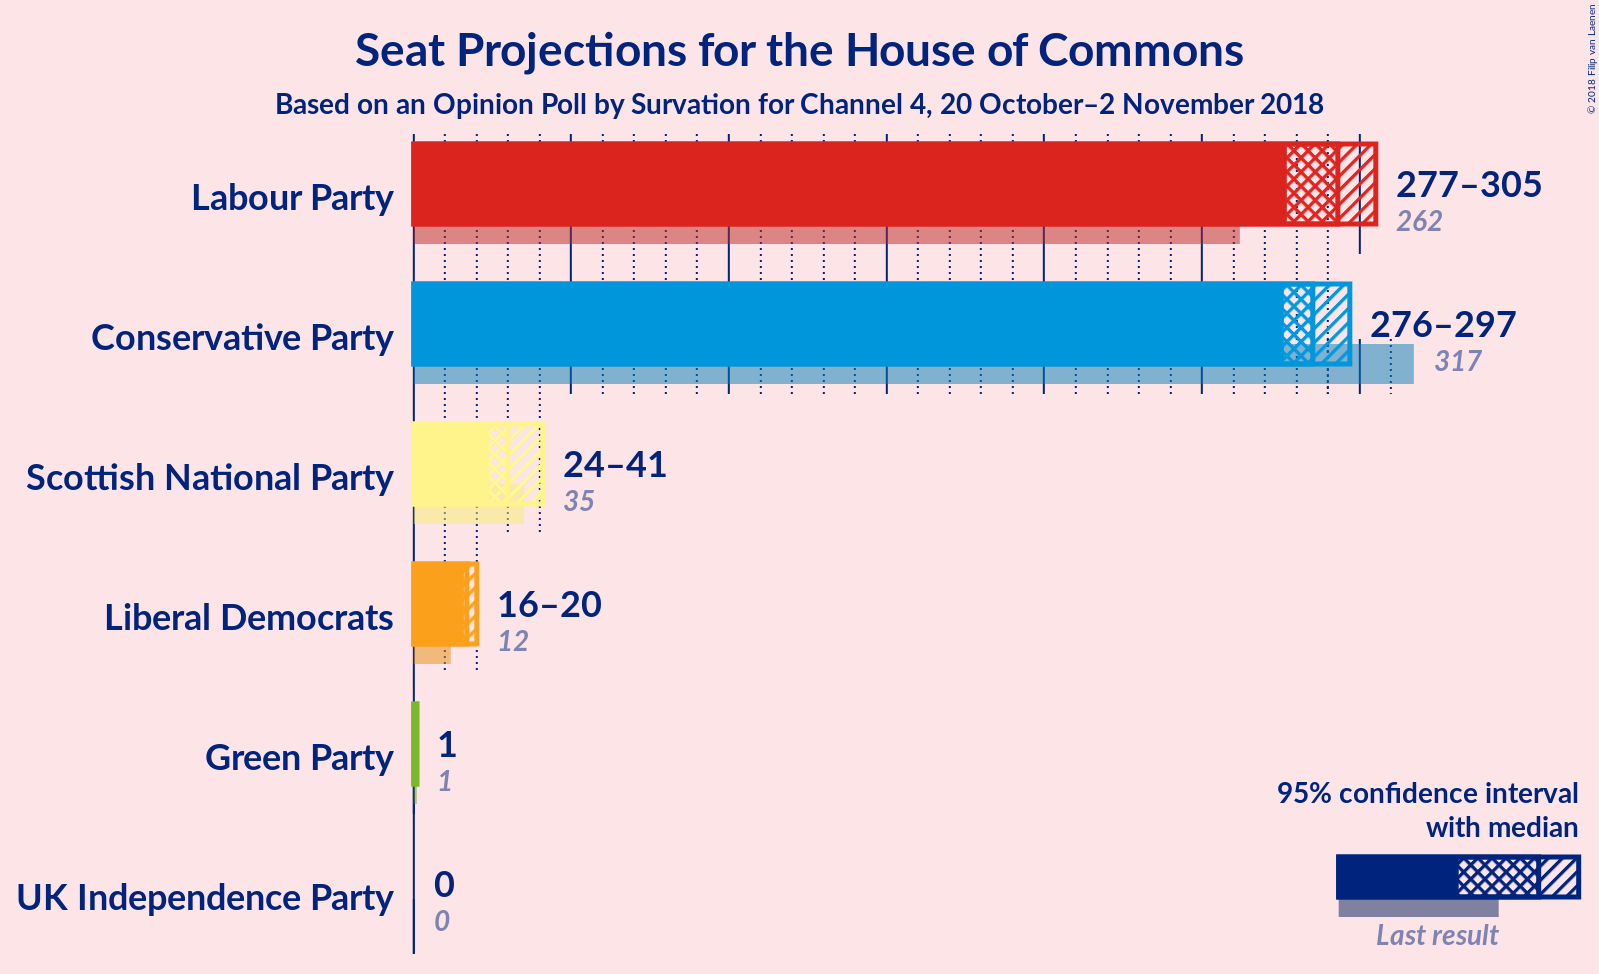 Seat Projections for the House of Commons
Based on an Opinion Poll by Survation for Channel 4, 20 October–2 November 2018
© 2018 Filip van Laenen
Labour Party
277–305
262
Conservative Party
276–297
317
Scottish National Party
24–41
35
Liberal Democrats
16–20
12
Green Party
1
1
UK Independence Party
0
0
95% confidence interval
with median
Last result